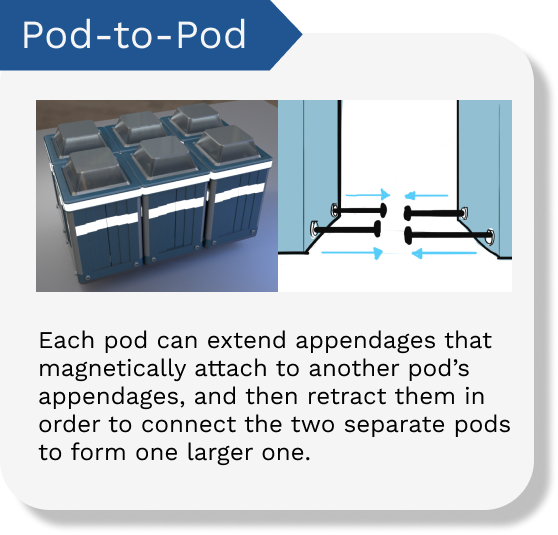 Pod-to-Pod
Each pod can extend appendages that
magnetically attach to another pod’s
appendages, and then retract them in
order to connect the two separate pods
to form one larger one.